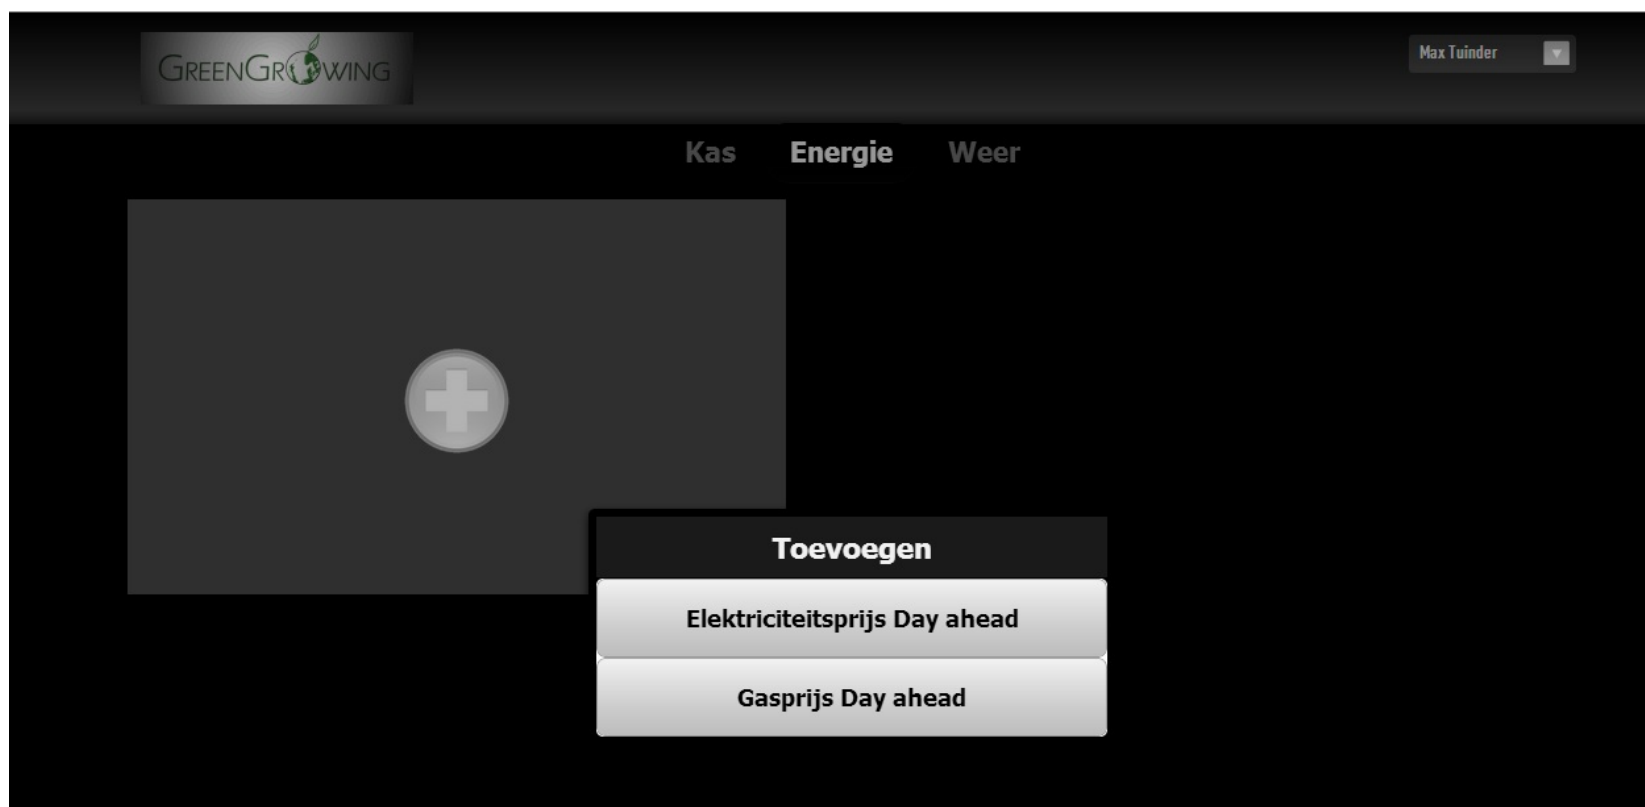 GREENGROWING
Max Tuinder
Kas Energie Weer
Toevoegen
Elektriciteitsprijs Day ahead
Gasprijs Day ahead